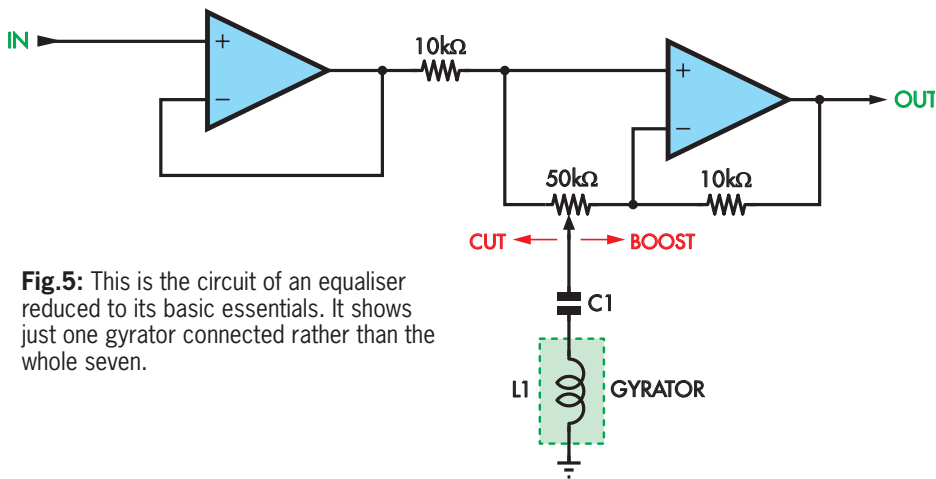 IN
+
−
10kΩ
+
−
OUT
50kΩ
10kΩ
CUT
BOOST
C1
L1
GYRATOR
Fig.5: This is the circuit of an equaliser
reduced to its basic essentials. It shows
just one gyrator connected rather than the
whole seven.